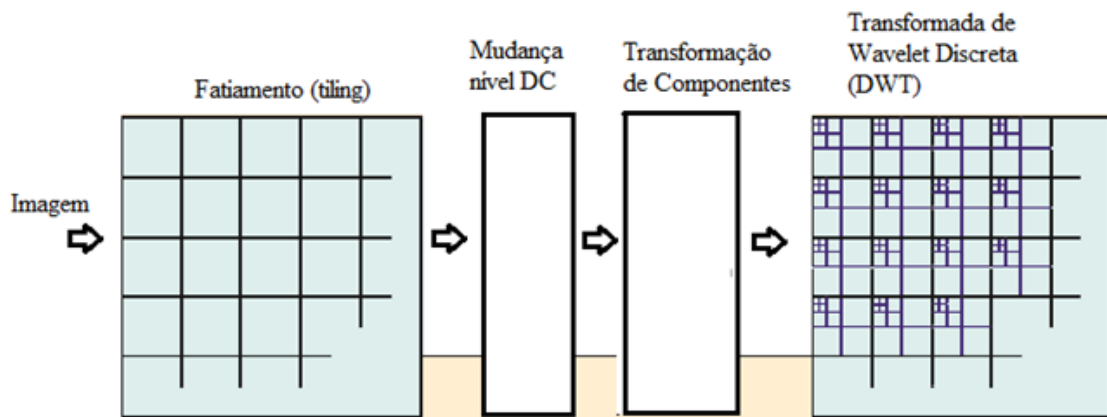 Imagem
Fatiamento (tiling)
Mudança
nível DC
Transformação
de Componentes
Transformada de
Wavelet Discreta
(DWT)